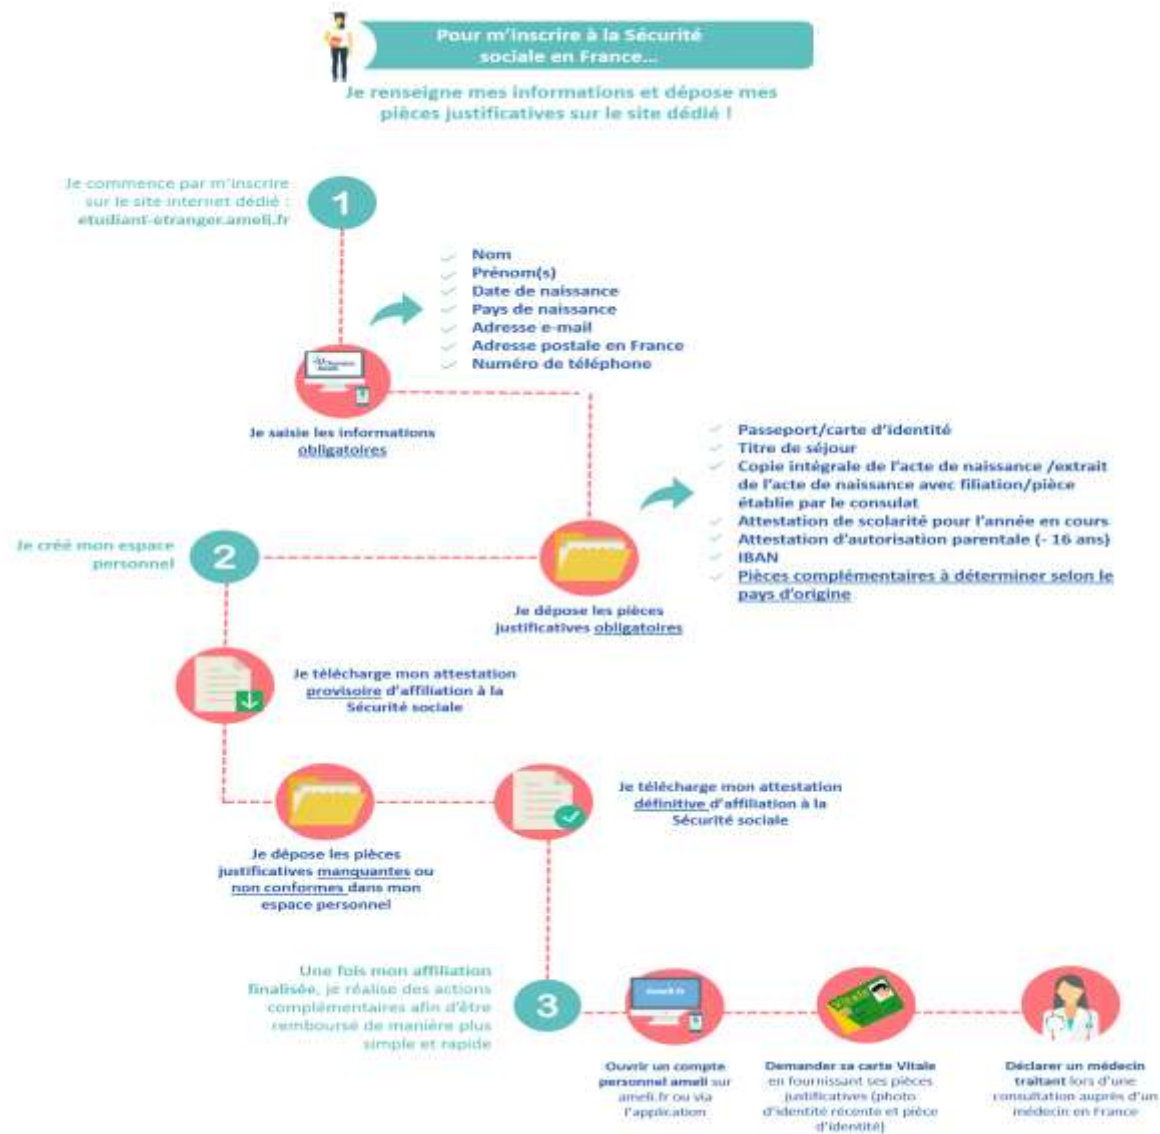 Pour m'inscrire à la Sécurité
sociale en France...
Je renseigne mes informations et dépose mes
pièces justificatives sur le site dédié !
Je commence par m'inscrire
sur le site internet dédié :
etudiant-etranger.ameli.fr
1
Nom
Prénom(s)
Date de naissance
Pays de naissance
Adresse e-mail
Adresse postale en France
Numéro de téléphone
Je saisie les informations
obligatoires
Passeport/carte d'identité
Titre de séjour
Copie intégrale de l'acte de naissance /extrait
de l'acte de naissance avec filiation/pièce
établie par le consulat
Attestation de scolarité pour l'année en cours
Attestation d'autorisation parentale (- 16 ans)
IBAN
Pièces complémentaires à déterminer selon le
pays d'origine
Je dépose les pièces
justificatives obligatoires
Je créé mon espace
personnel
2
Je télécharge mon attestation
provisoire d'affiliation à la
Sécurité sociale
Je dépose les pièces
justificatives manquantes ou
non conformes dans mon
espace personnel
Je télécharge mon attestation
définitive d'affiliation à la
Sécurité sociale
Une fois mon affiliation
finalisée, je réalise des actions
complémentaires afin d'être
remboursé de manière plus
simple et rapide
3
ameli.fr
Ouvrir un compte
personnel ameli sur
ameli.fr ou via
l'application
Vitale
Demander sa carte Vitale
en fournissant ses pièces
justificatives (photo
d'identité récente et pièce
d'identité)
Déclarer un médecin
traitant lors d'une
consultation auprès d'un
médecin en France